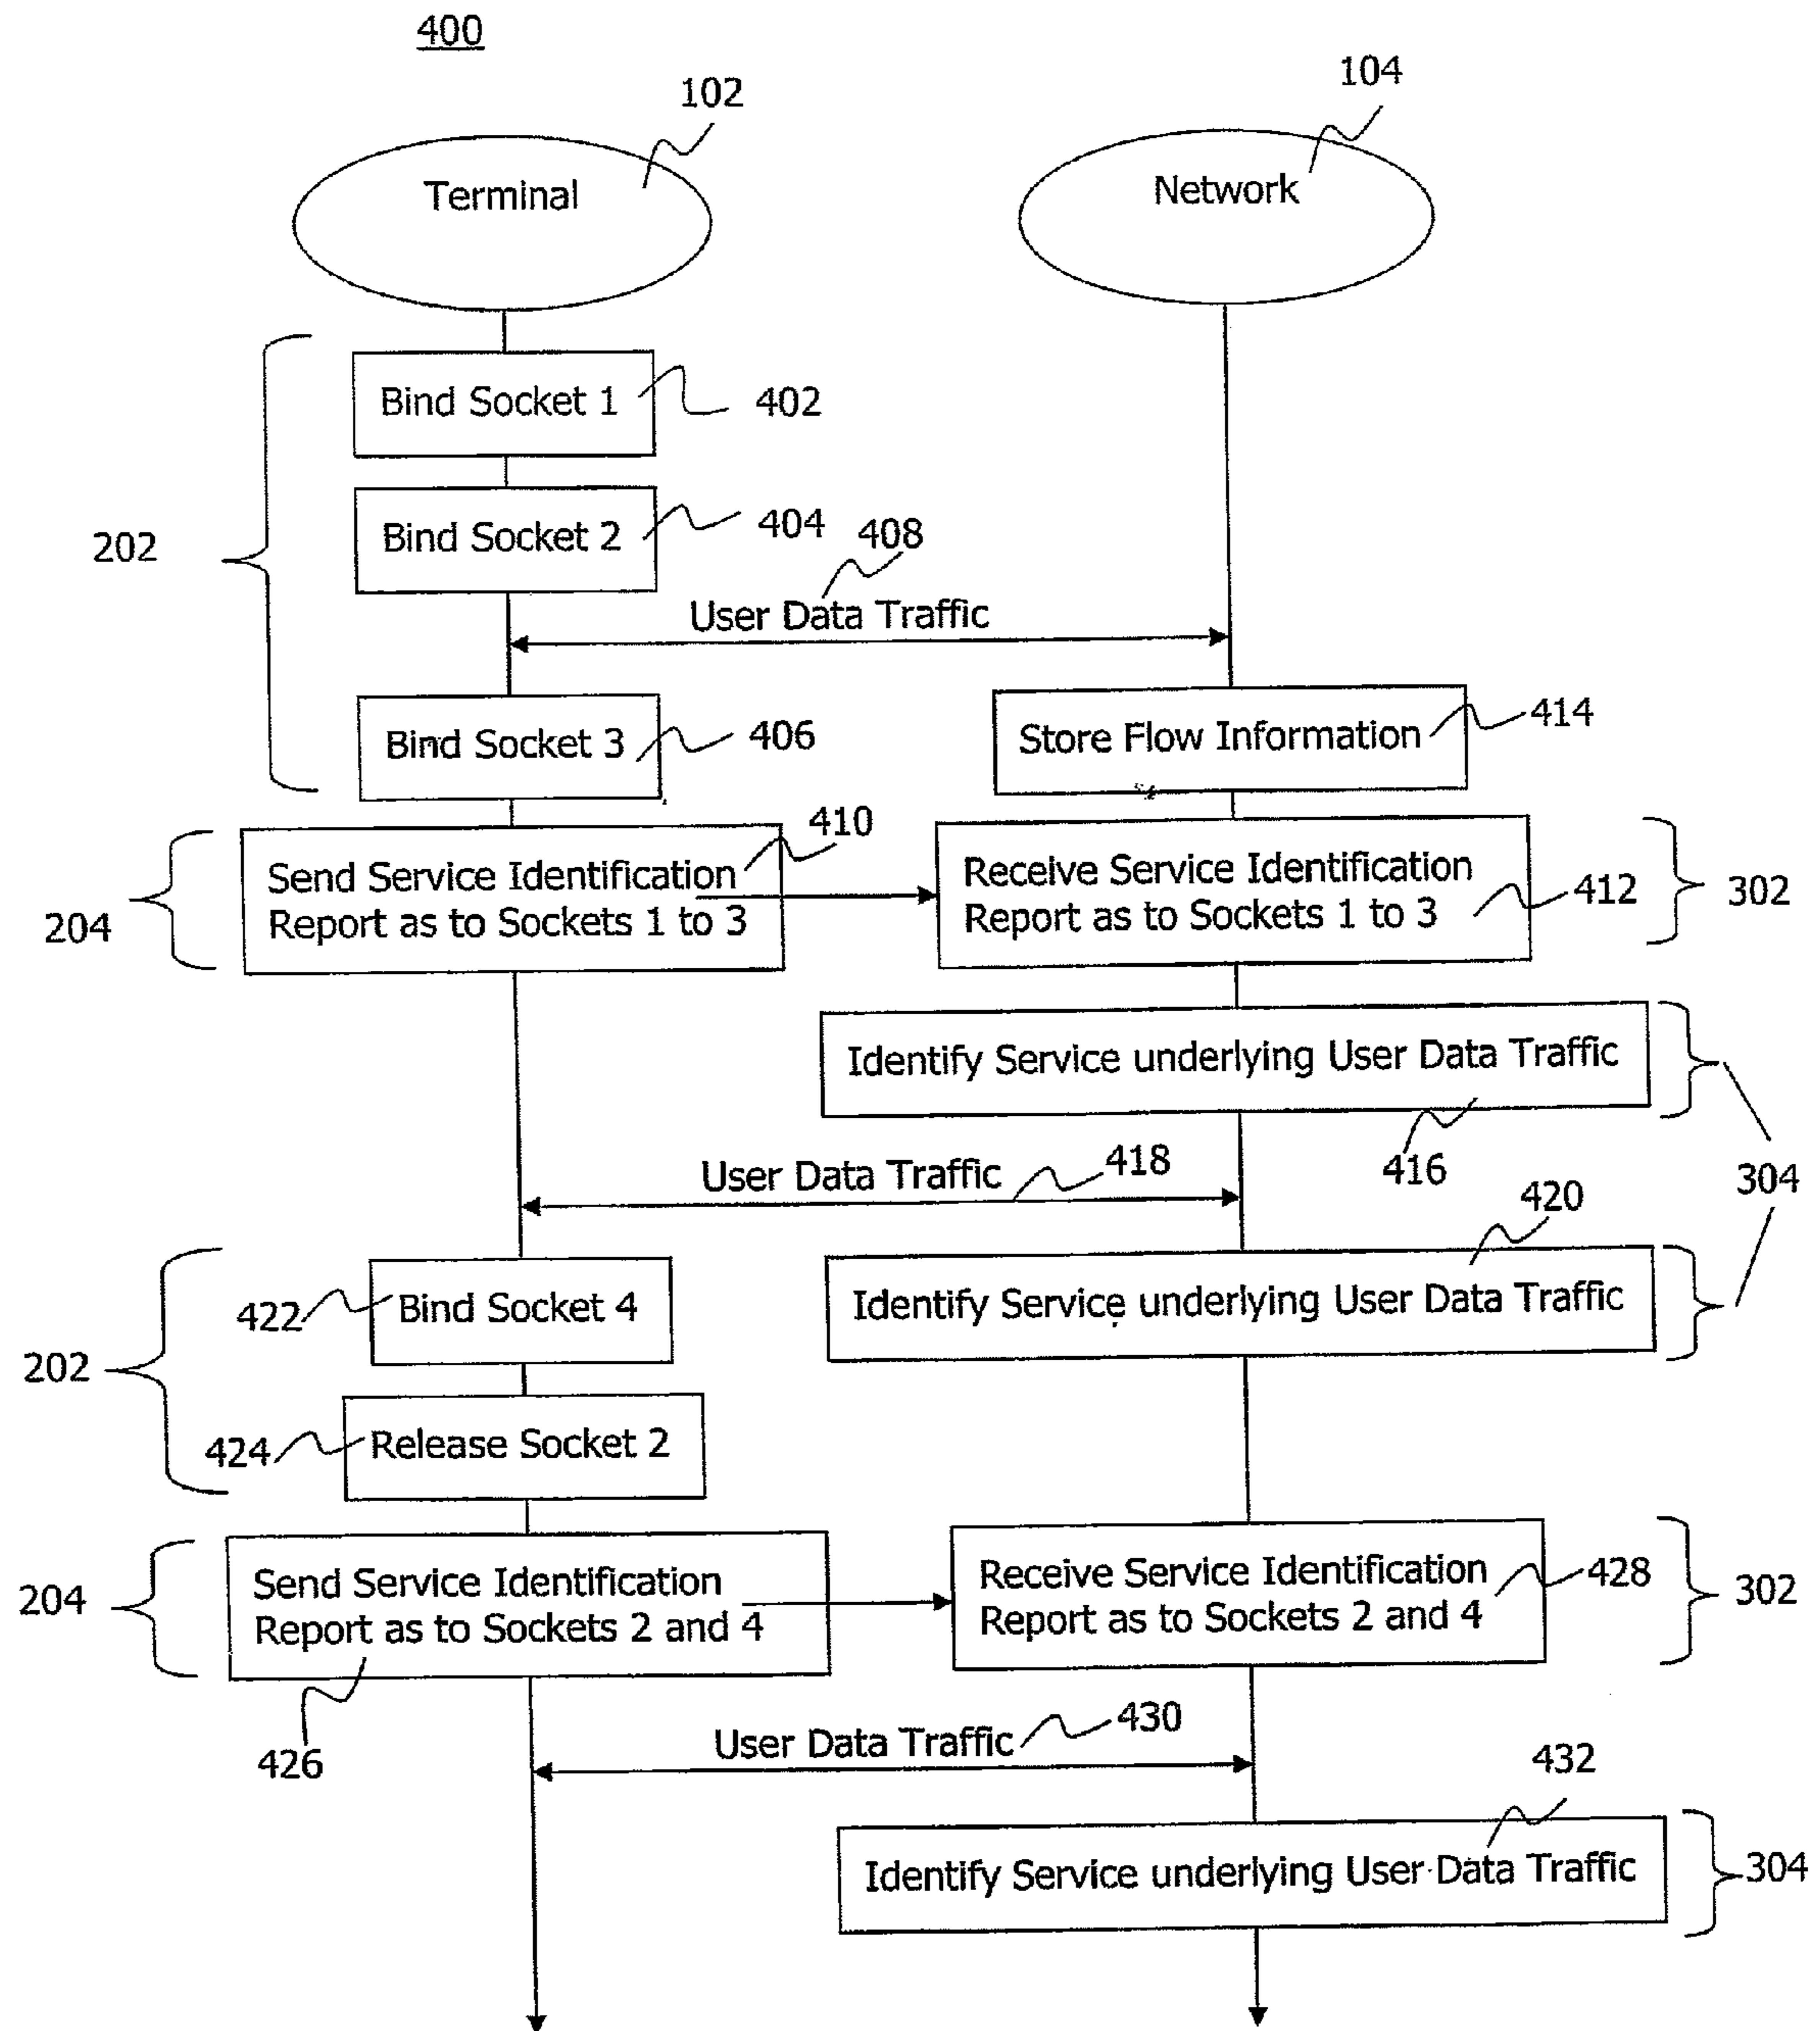 400
102
104
Terminal
Network
Bind Socket 1
402
Bind Socket 2
404
408
202
User Data Traffic
Bind Socket 3
406
Store Flow Information
414
410
Send Service Identification
Report as to Sockets 1 to 3
204
Receive Service Identification
Report as to Sockets 1 to 3
412
302
Identify Service underlying User Data Traffic
416
304
User Data Traffic
418
420
422
Bind Socket 4
Identify Service underlying User Data Traffic
202
424
Release Socket 2
204
Send Service Identification
Report as to Sockets 2 and 4
426
Receive Service Identification
Report as to Sockets 2 and 4
428
302
User Data Traffic
430
432
Identify Service underlying User Data Traffic
304